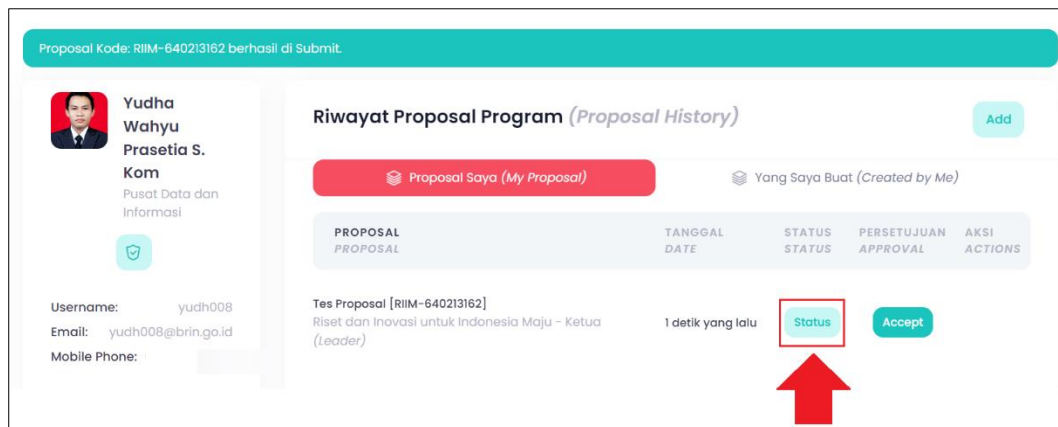 Proposal Kode: RIIM-640213162 berhasil di Submit.
Yudha
Wahyu
Prasetia S.
Kom
Pusat Data dan
Informasi
Username: yudh008
Email: yudh008@brin.go.id
Mobile Phone:
Riwayat Proposal Program (Proposal History)
Add
Proposal Saya (My Proposal)
Yang Saya Buat (Created by Me)
PROPOSAL TANGGAL STATUS PERSETUJUAN AKSI
PROPOSAL DATE STATUS APPROVAL ACTIONS
Tes Proposal [RIIM-640213162]
Riset dan Inovasi untuk Indonesia Maju - Ketua
(Leader)
1 detik yang lalu
Status
Accept